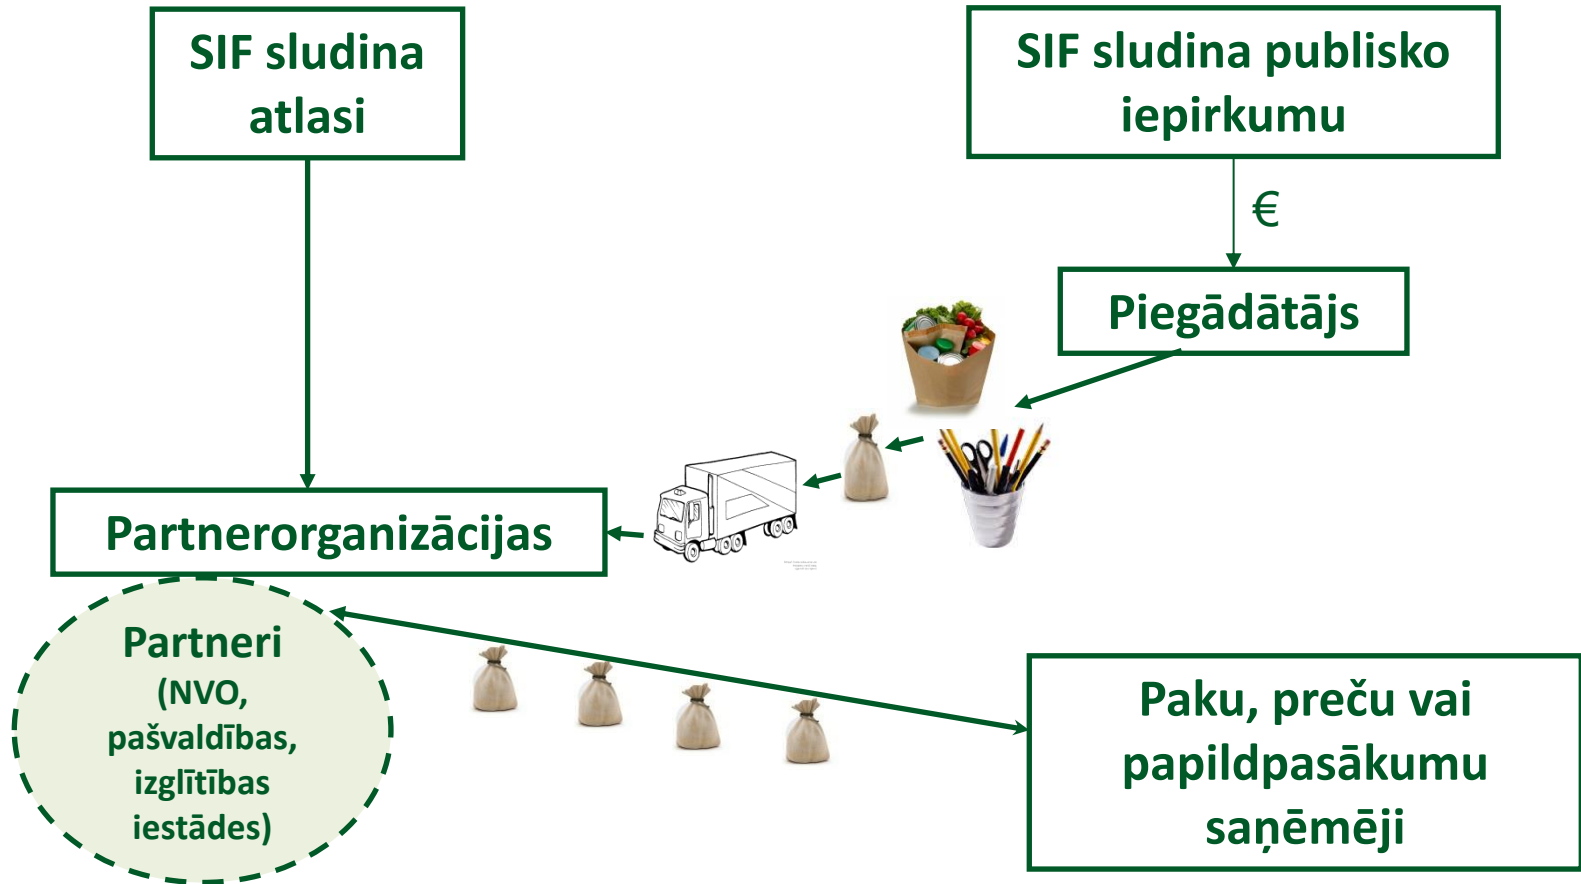 SIF sludina
atlasi
SIF sludina publisko
iepirkumu
€
Piegādātājs
Partnerorganizācijas
Partneri
(NVO,
pašvaldības,
izglītības
iestādes)
Paku, preču vai
papildpasākumu
saņēmēji